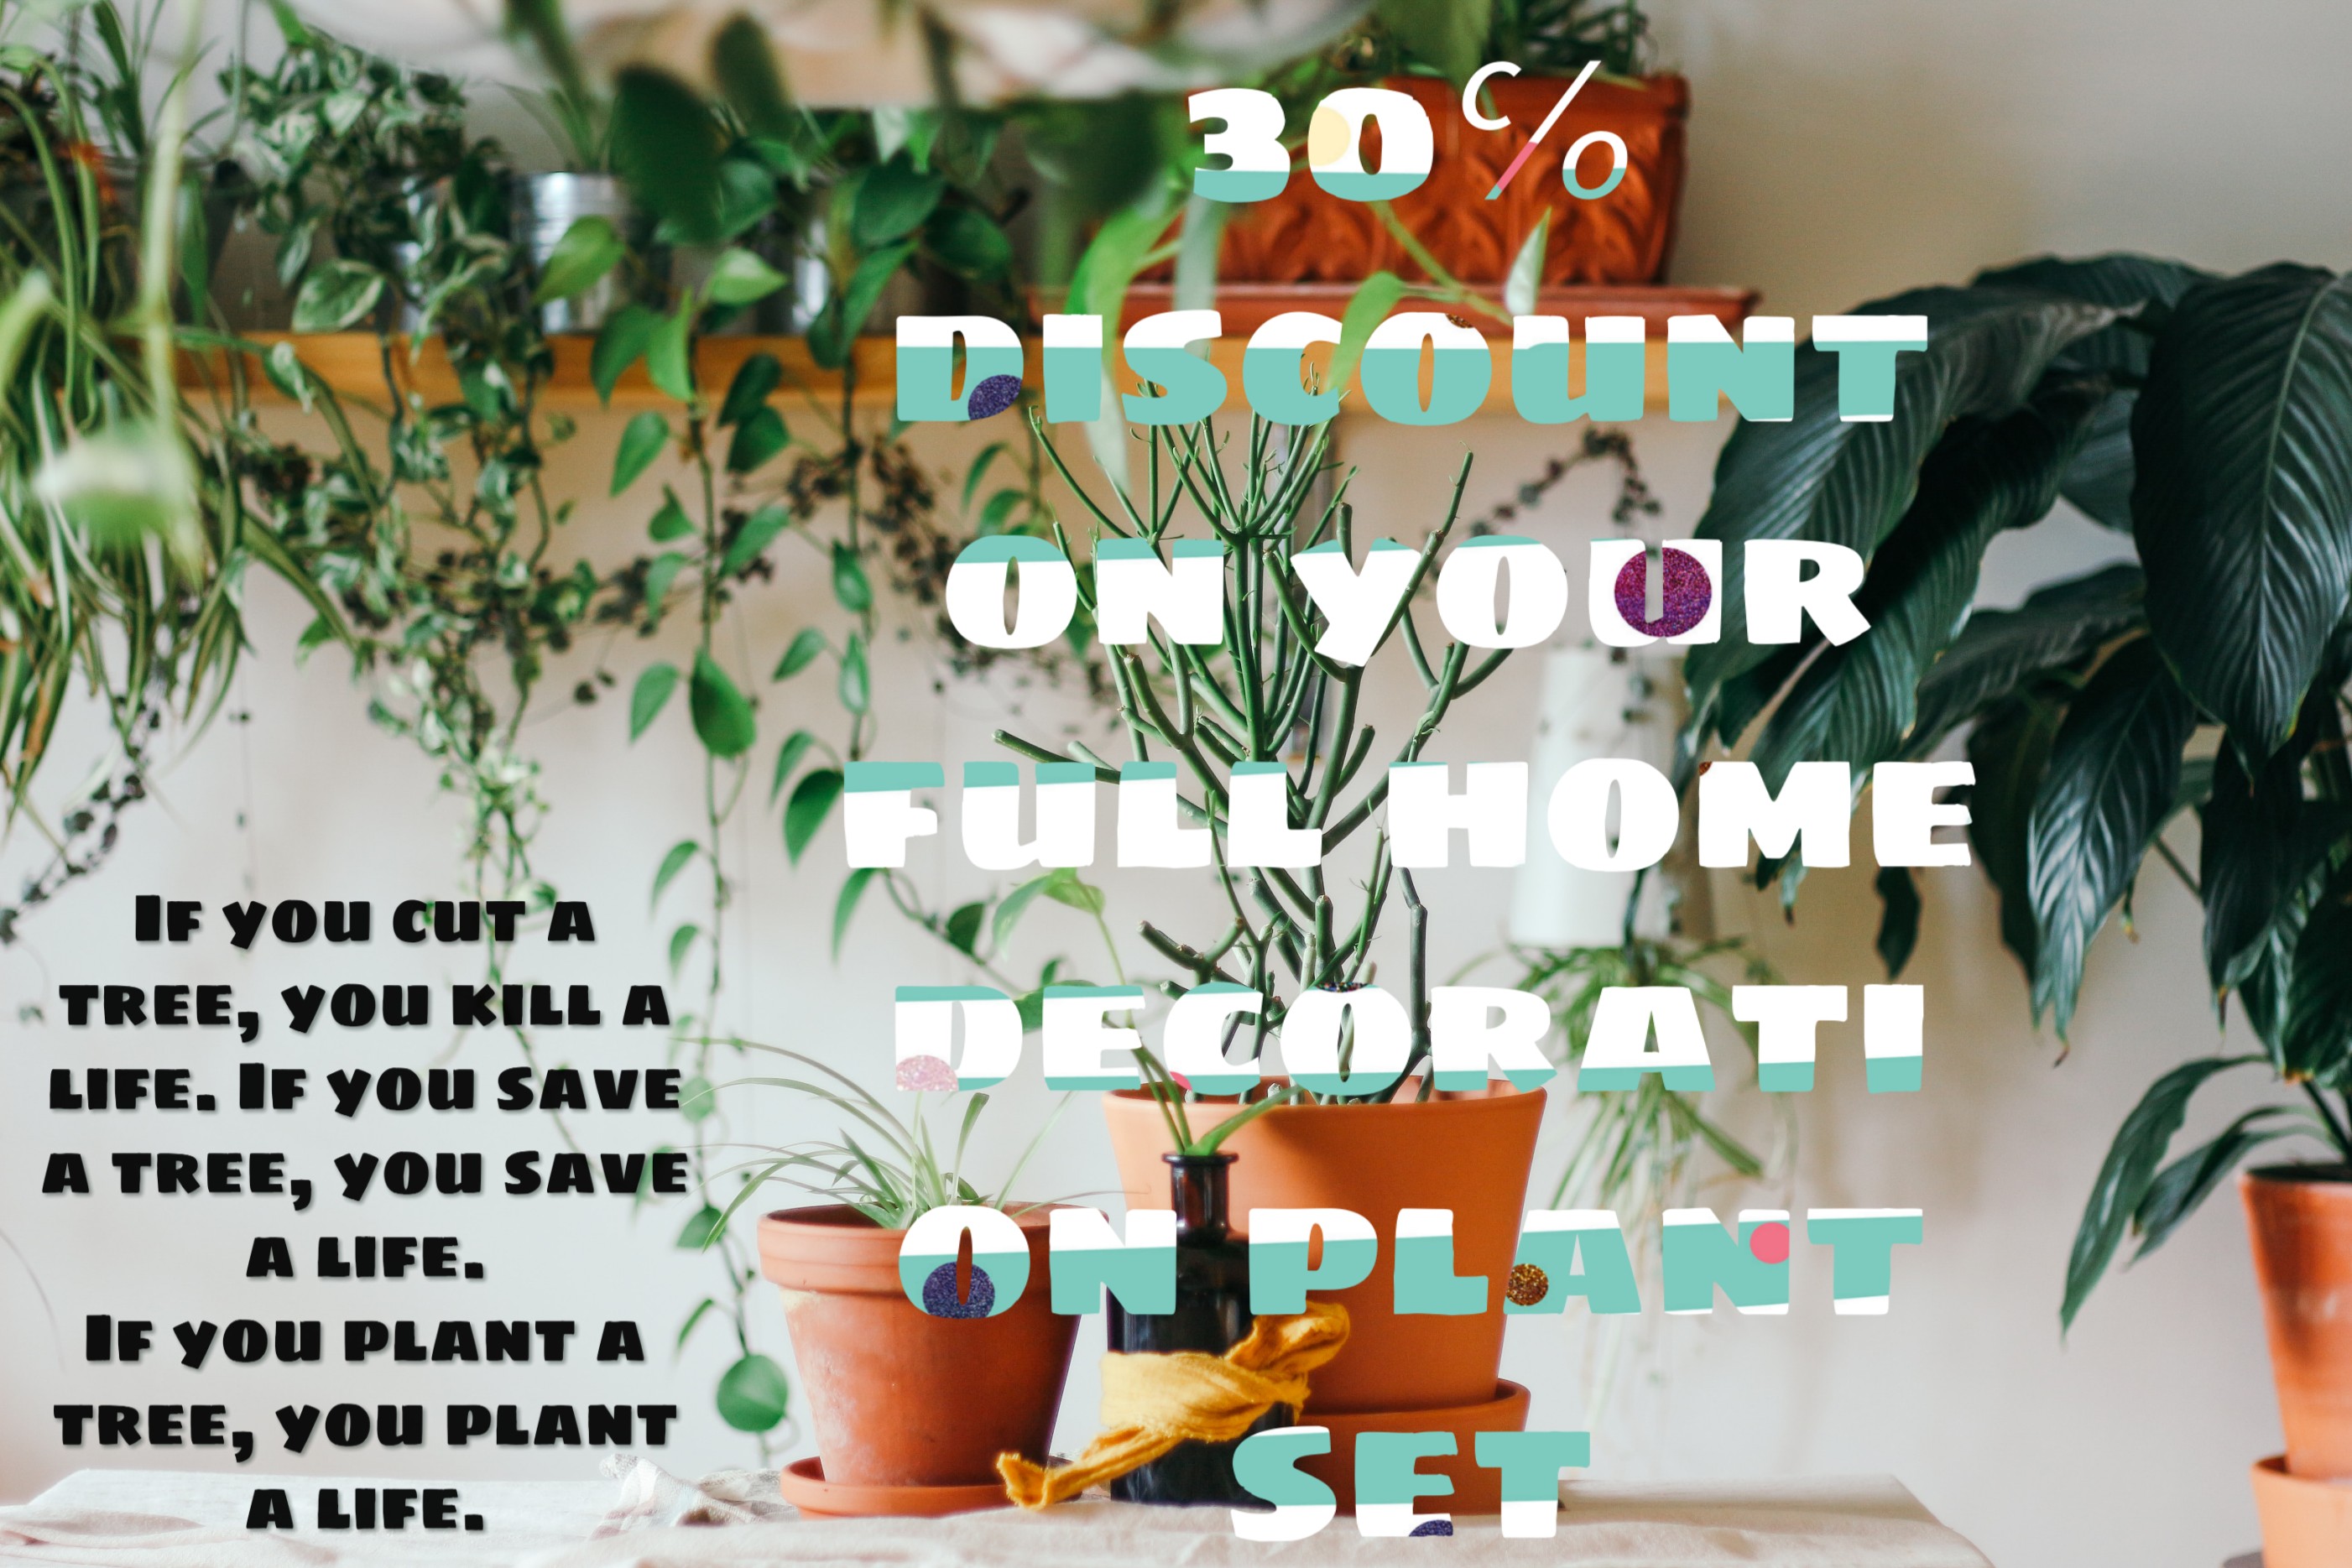 30%
DISCOUNT
ON YOUR
FULL HOME
DECORATI
ON PLANT
SET
If you cut a
tree, you kill a
life. If you save
a tree, you save
a life.
If you plant a
tree, you plant
a life.